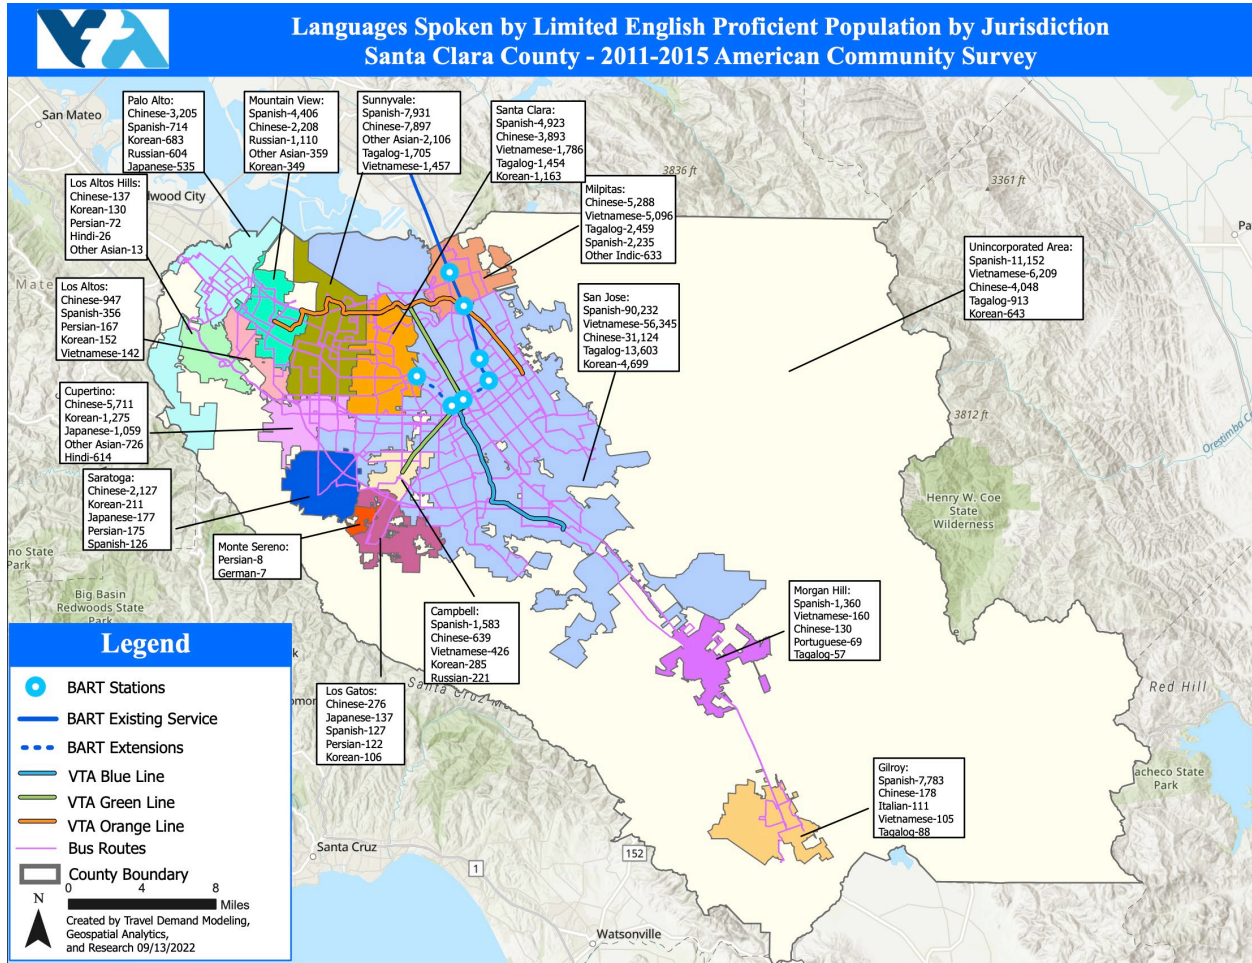 VTA
Languages Spoken by Limited English Proficient Population by Jurisdiction
Santa Clara County - 2011-2015 American Community Survey
Palo Alto:
Chinese-3,205
Spanish-714
Korean-683
Russian-604
Japanese-535
Mountain View:
Spanish-4,406
Chinese-2,208
Russian-1,110
Other Asian-359
Korean-349
Sunnyvale:
Spanish-7,931
Chinese-7,897
Other Asian-2,106
Tagalog-1,705
Vietnamese-1,457
Santa Clara:
Spanish-4,923
Chinese-3,893
Vietnamese-1,786
Tagalog-1,454
Korean-1,163
Milpitas:
Chinese-5,288
Vietnamese-5,096
Tagalog-2,459
Spanish-2,235
Other Indic-633
Los Altos Hills:
Chinese-137
Korean-130
Persian-72
Hindi-26
Other Asian-13
Unincorporated Area:
Spanish-11,152
Vietnamese-6,209
Chinese-4,048
Tagalog-913
Korean-643
Los Altos:
Chinese-947
Spanish-356
Persian-167
Korean-152
Vietnamese-142
San Jose:
Spanish-90,232
Vietnamese-56,345
Chinese-31,124
Tagalog-13,603
Korean-4,699
Cupertino:
Chinese-5,711
Korean-1,275
Japanese-1,059
Other Asian-726
Hindi-614
Saratoga:
Chinese-2,127
Korean-211
Japanese-177
Persian-175
Spanish-126
Monte Sereno:
Persian-8
German-7
Campbell:
Spanish-1,583
Chinese-639
Vietnamese-426
Korean-285
Russian-221
Los Gatos:
Chinese-276
Japanese-137
Spanish-127
Persian-122
Korean-106
Morgan Hill:
Spanish-1,360
Vietnamese-160
Chinese-130
Portuguese-69
Tagalog-57
Gilroy:
Spanish-7,783
Chinese-178
Italian-111
Vietnamese-105
Tagalog-88
San Mateo
dwood City
3836 ft
3361 ft
3812 ft
Pa
Mate
Orestimba C
Henry W. Coe
State
Wilderness
no State
Park
Big Basin
Redwoods State
Park
Santa Cruz M
Red Hill
acheco State
Park
Santa Cruz
1
152
Watsonville
Legend
BART Stations
BART Existing Service
BART Extensions
VTA Blue Line
VTA Green Line
VTA Orange Line
Bus Routes
County Boundary
N
0 4 8
Miles
Created by Travel Demand Modeling,
Geospatial Analytics,
and Research 09/13/2022